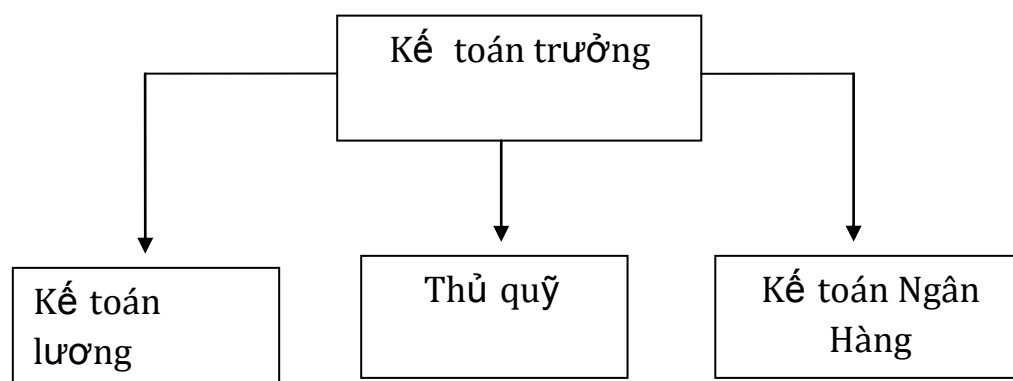 Kế toán trưởng
Kế toán
lương
Thủ quỹ
Kế toán Ngân
Hàng